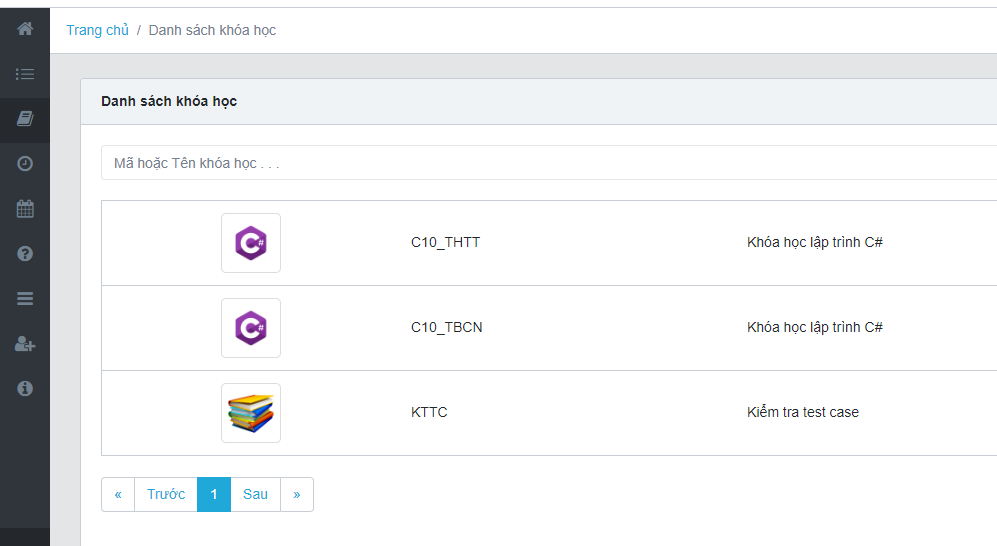 Trang chủ / Danh sách khóa học
Danh sách khóa học
Mã hoặc Tên khóa học . . .
C# C10_THTT Khóa học lập trình C#
C# C10_TBCN Khóa học lập trình C#
KTTC Kiểm tra test case
« Trước 1 Sau »